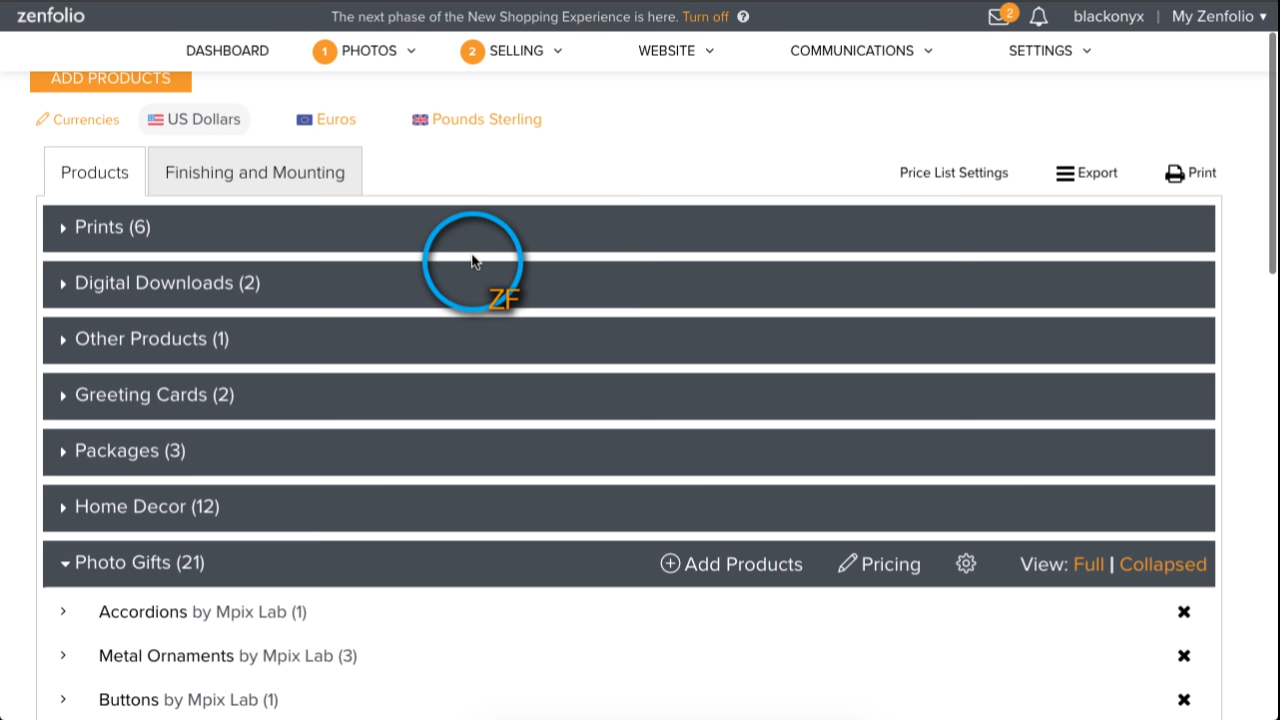 zenfolio
The next phase of the New Shopping Experience is here. Turn off ?
2
blackonyx | My Zenfolio
DASHBOARD
1 PHOTOS
2 SELLING
WEBSITE
COMMUNICATIONS
SETTINGS
ADD PRODUCTS
Currencies
US Dollars
Euros
Pounds Sterling
Products
Finishing and Mounting
Price List Settings
Export
Print
Prints (6)
ZF
Digital Downloads (2)
Other Products (1)
Greeting Cards (2)
Packages (3)
Home Decor (12)
Photo Gifts (21)
Add Products
Pricing
View: Full | Collapsed
Accordions by Mpix Lab (1)
Metal Ornaments by Mpix Lab (3)
Buttons by Mpix Lab (1)